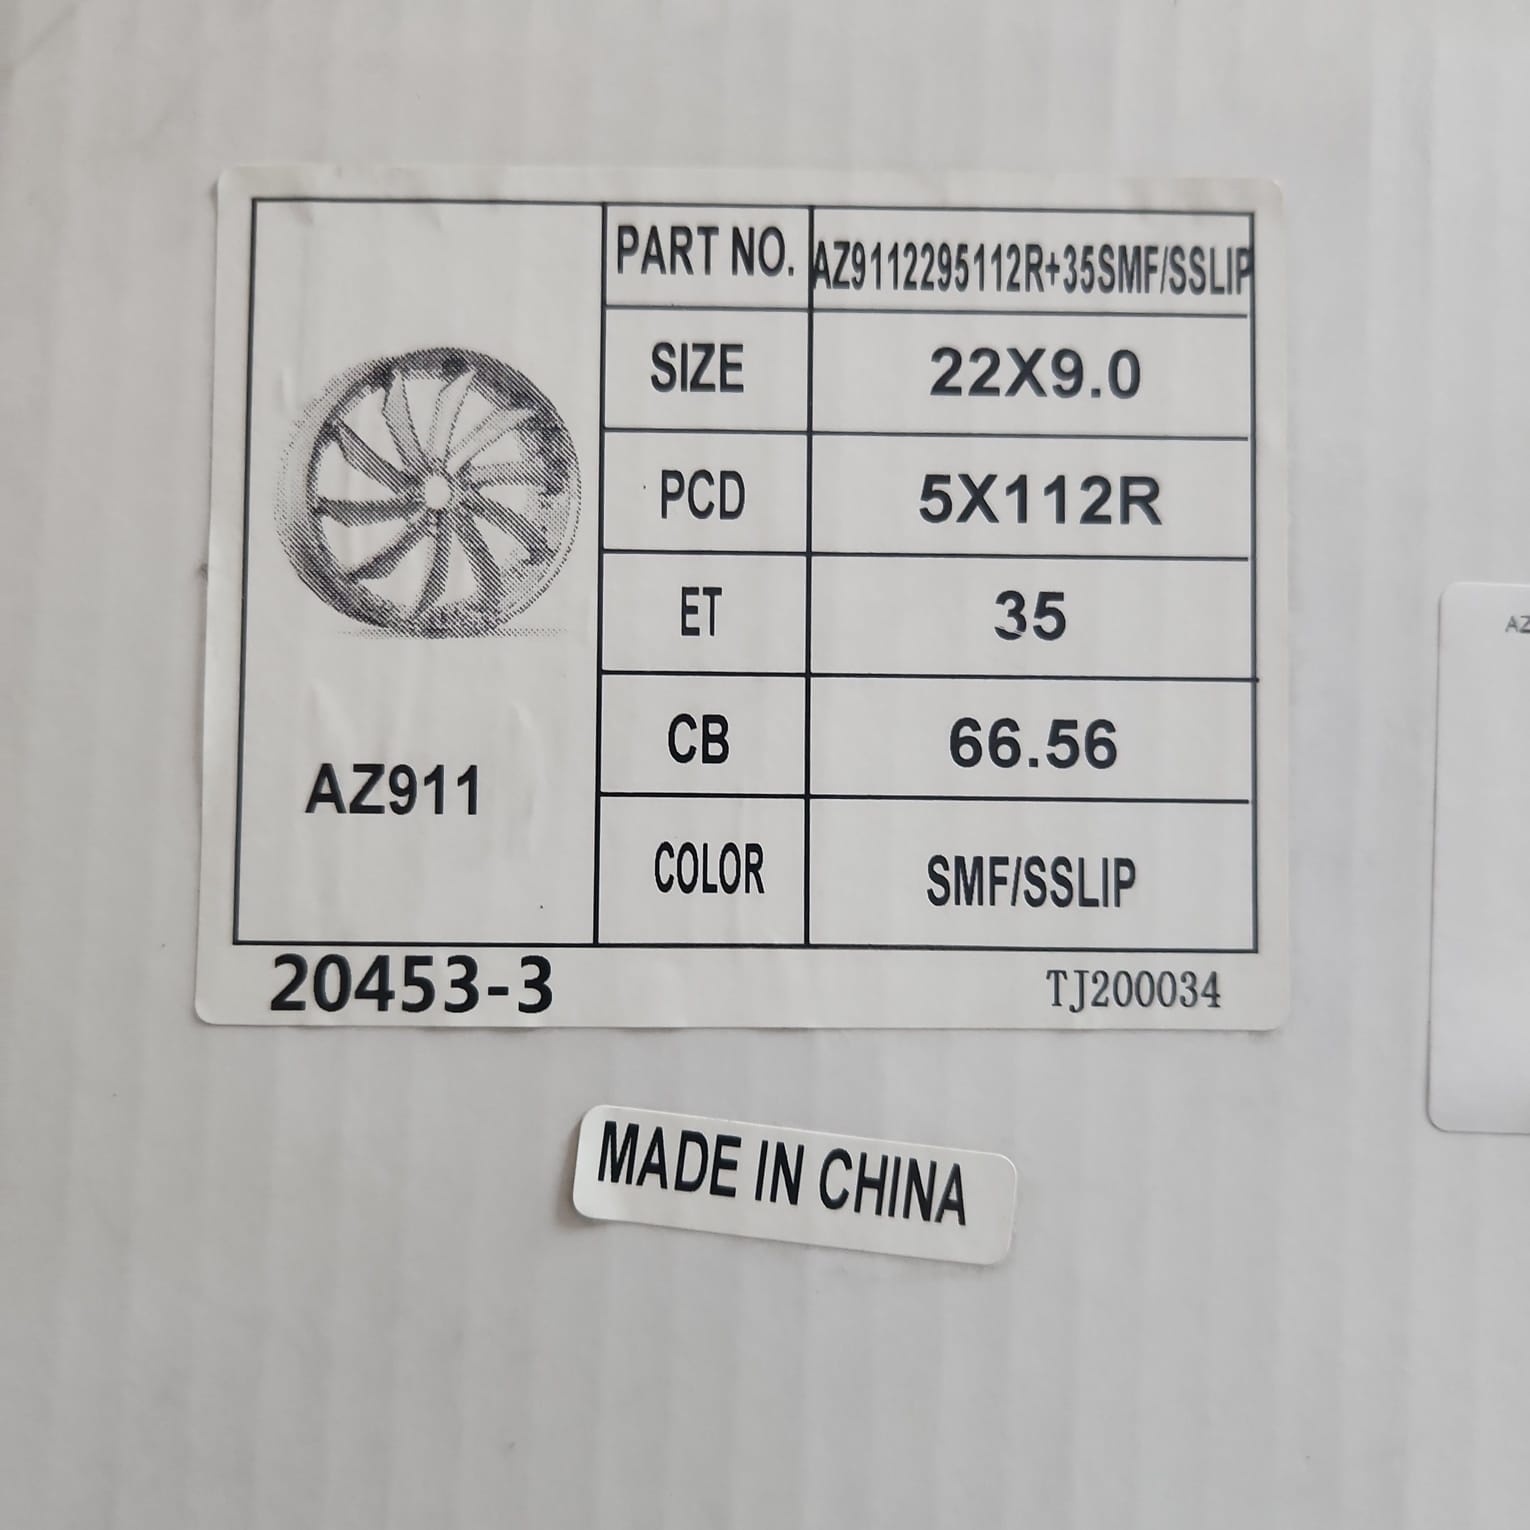 PART NO. AZ9112295112R+35SMF/SSLIP
SIZE 22X9.0
PCD 5X112R
ET 35
CB 66.56
COLOR SMF/SSLIP
AZ911
20453-3 TJ200034
MADE IN CHINA
AZ